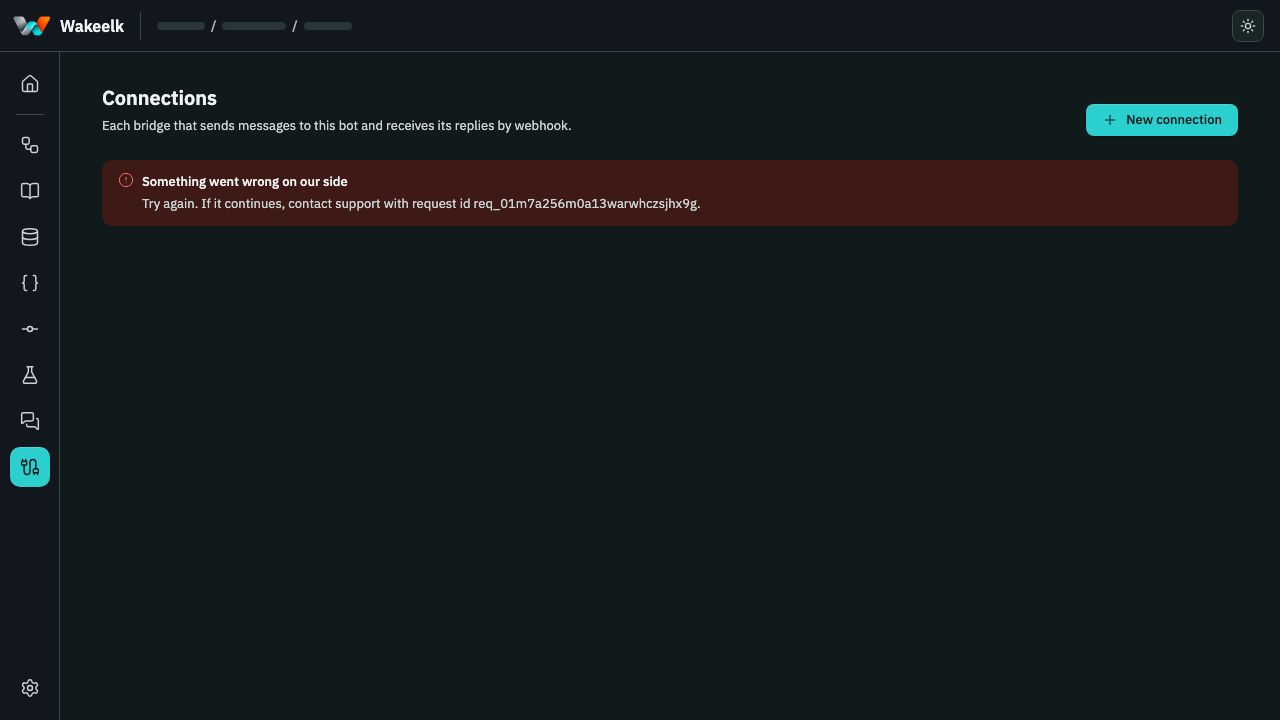 Wakeelk
/ /
Connections
Each bridge that sends messages to this bot and receives its replies by webhook.
New connection
Something went wrong on our side
Try again. If it continues, contact support with request id req_01m7a256m0a13warwhczsjhx9g.